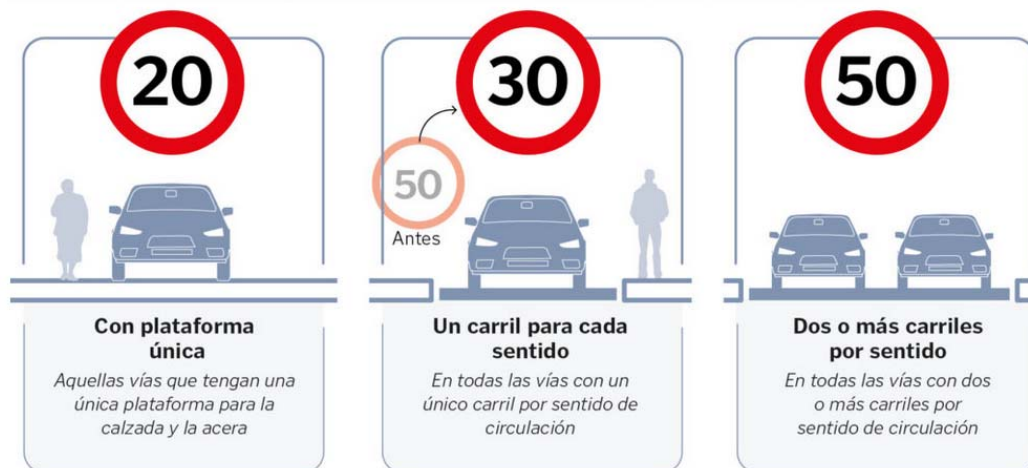 20
Con plataforma
única
Aquellas vías que tengan una
única plataforma para la
calzada y la acera
30
50
Antes
Un carril para cada
sentido
En todas las vías con un
único carril por sentido de
circulación
50
Dos o más carriles
por sentido
En todas las vías con dos
o más carriles por
sentido de circulación